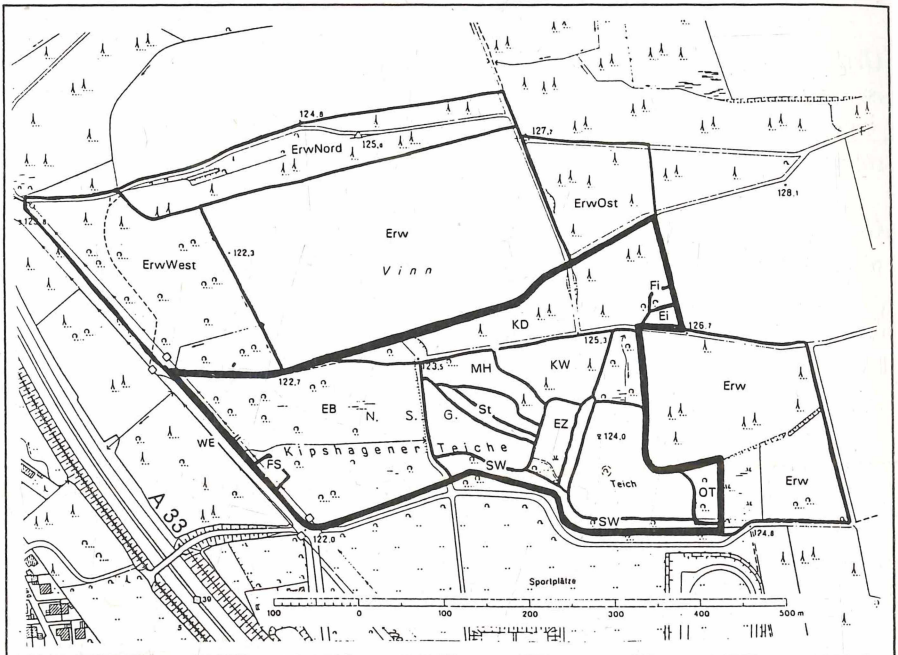 124.8
125.0
ErwNord
127.7
128.1
ErwOst
125.8
ErwWest
122.3
Erw
Vinn
Fi
Ei
126.7
KD
125.3
122.7
123.5
MH
KW
Erw
EB
N. S. G.
St
EZ
124.0
WE
Kipshagener Teiche
FS
SW
Teich
OT
Erw
A 33
SW
122.0
124.8
Sportplätze
39
5
100 0 100 200 300 400 500 m